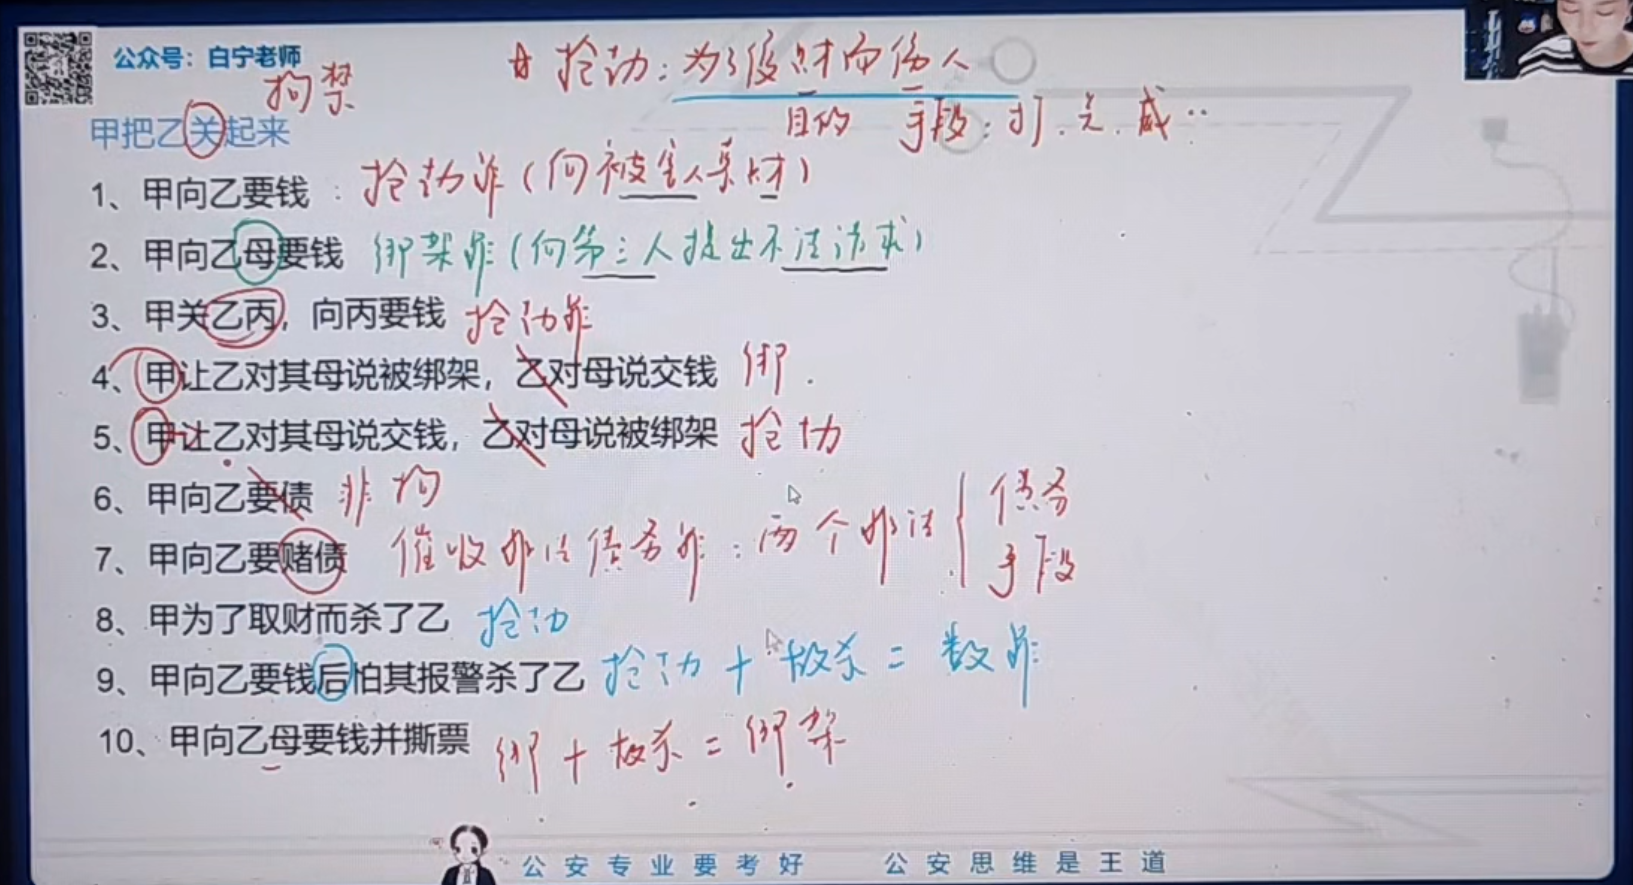 公众号：白宁老师
拘禁
抢劫：为了侵财而伤人
目的 手段：打、关、威…
甲把乙关起来
1、甲向乙要钱：抢劫罪（向被害人索财）
2、甲向乙母要钱 绑架罪（向第三人提出不法请求）
3、甲关乙丙，向丙要钱 抢劫罪
4、甲让乙对其母说被绑架，乙对母说交钱 绑.
5、甲让乙对其母说交钱，乙对母说被绑架 抢劫
6、甲向乙要债 非拘
7、甲向乙要赌债 催收非法债务罪：两个非法{债务 手段
8、甲为了取财而杀了乙 抢劫
9、甲向乙要钱后怕其报警杀了乙 抢劫+故杀=数罪
10、甲向乙母要钱并撕票 绑+故杀=绑架
公安专业要考好 公安思维是王道